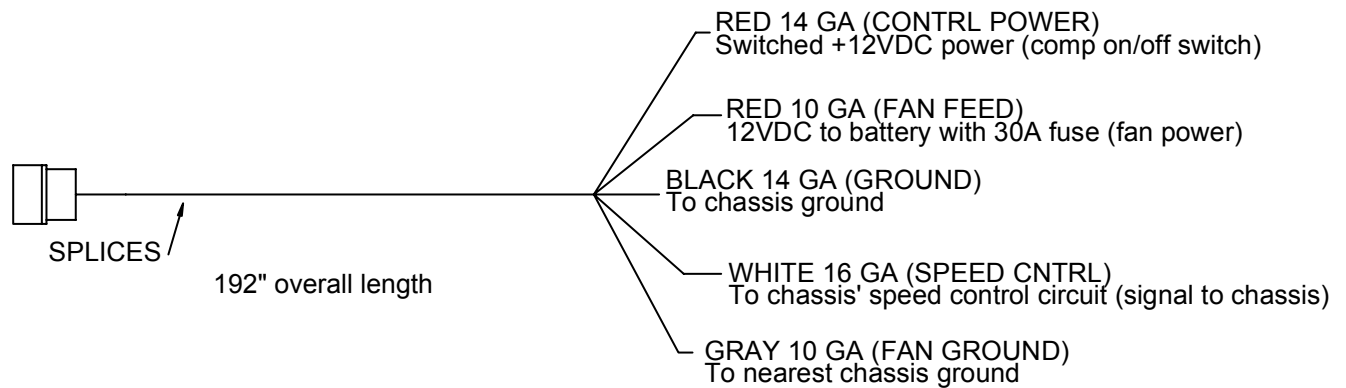 RED 14 GA (CONTRL POWER)
Switched +12VDC power (comp on/off switch)
RED 10 GA (FAN FEED)
12VDC to battery with 30A fuse (fan power)
BLACK 14 GA (GROUND)
To chassis ground
SPLICES
192" overall length
WHITE 16 GA (SPEED CNTRL)
To chassis' speed control circuit (signal to chassis)
GRAY 10 GA (FAN GROUND)
To nearest chassis ground